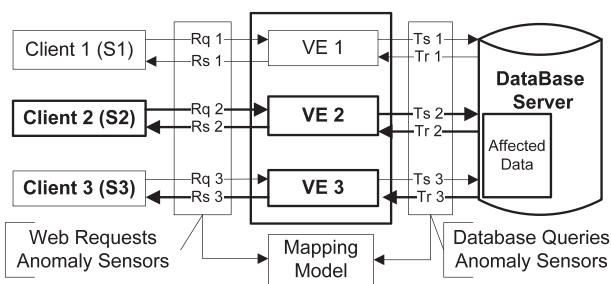 Client 1 (S1)
Rq 1
Rs 1
VE 1
Ts 1
Tr 1
DataBase
Server
Client 2 (S2)
Rq 2
Rs 2
VE 2
Ts 2
Tr 2
Affected
Data
Client 3 (S3)
Rq 3
Rs 3
VE 3
Ts 3
Tr 3
Web Requests
Anomaly Sensors
Mapping
Model
Database Queries
Anomaly Sensors